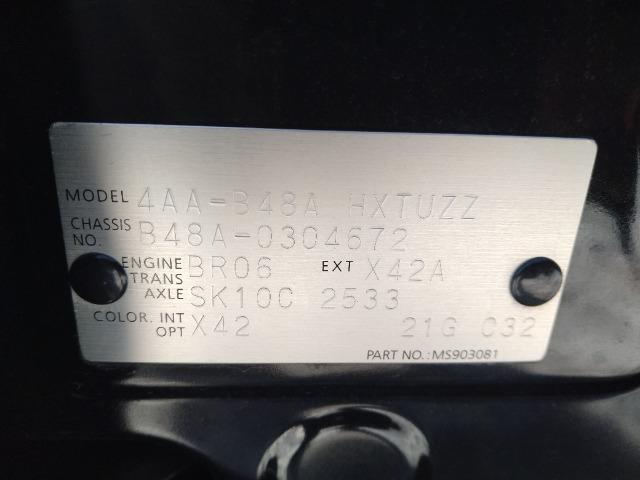 MODEL 4AA-B48A HXTUZZ
CHASSIS NO. B48A-0304672
ENGINE BR06 EXT X42A
TRANS AXLE SK10C 2533
COLOR. INT OPT X42 21G C32
PART NO.: MS903081